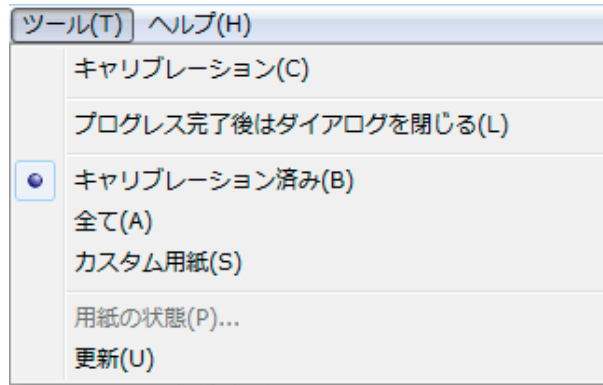 ツール(T) ヘルプ(H)
キャリブレーション(C)
プログレス完了後はダイアログを閉じる(L)
キャリブレーション済み(B)
全て(A)
カスタム用紙(S)
用紙の状態(P)...
更新(U)